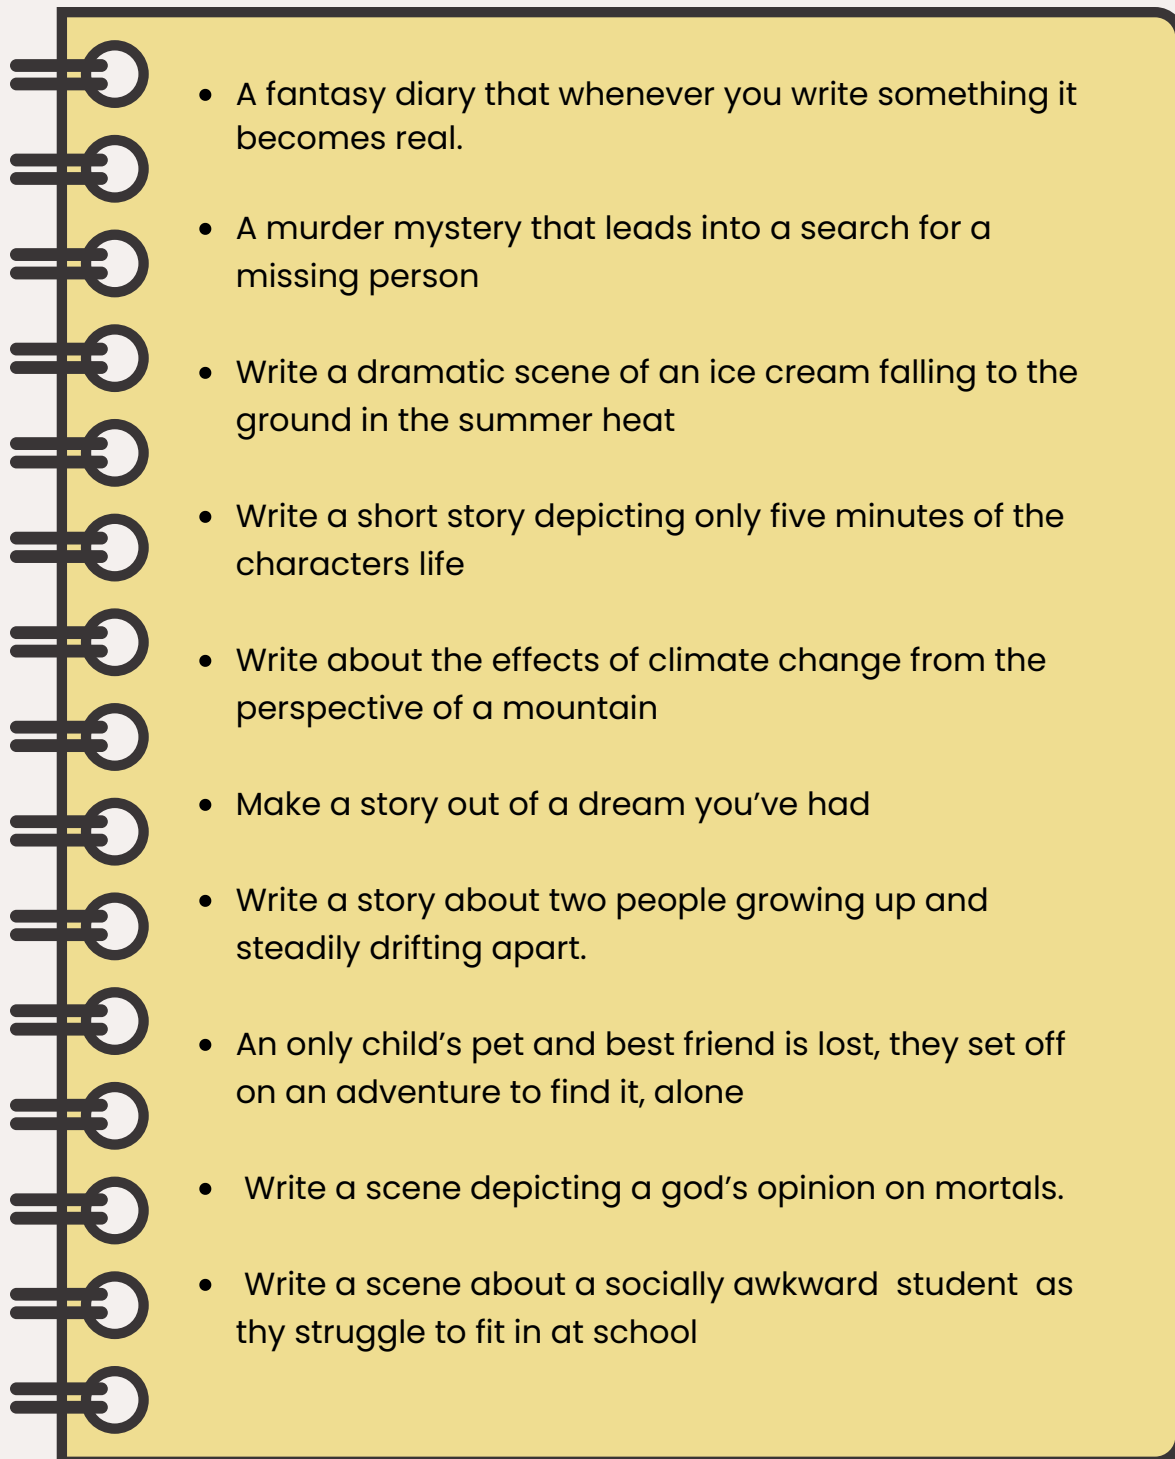 • A fantasy diary that whenever you write something it
becomes real.
• A murder mystery that leads into a search for a
missing person
• Write a dramatic scene of an ice cream falling to the
ground in the summer heat
• Write a short story depicting only five minutes of the
characters life
• Write about the effects of climate change from the
perspective of a mountain
• Make a story out of a dream you’ve had
• Write a story about two people growing up and
steadily drifting apart.
• An only child’s pet and best friend is lost, they set off
on an adventure to find it, alone
• Write a scene depicting a god’s opinion on mortals.
• Write a scene about a socially awkward  student  as
thy struggle to fit in at school